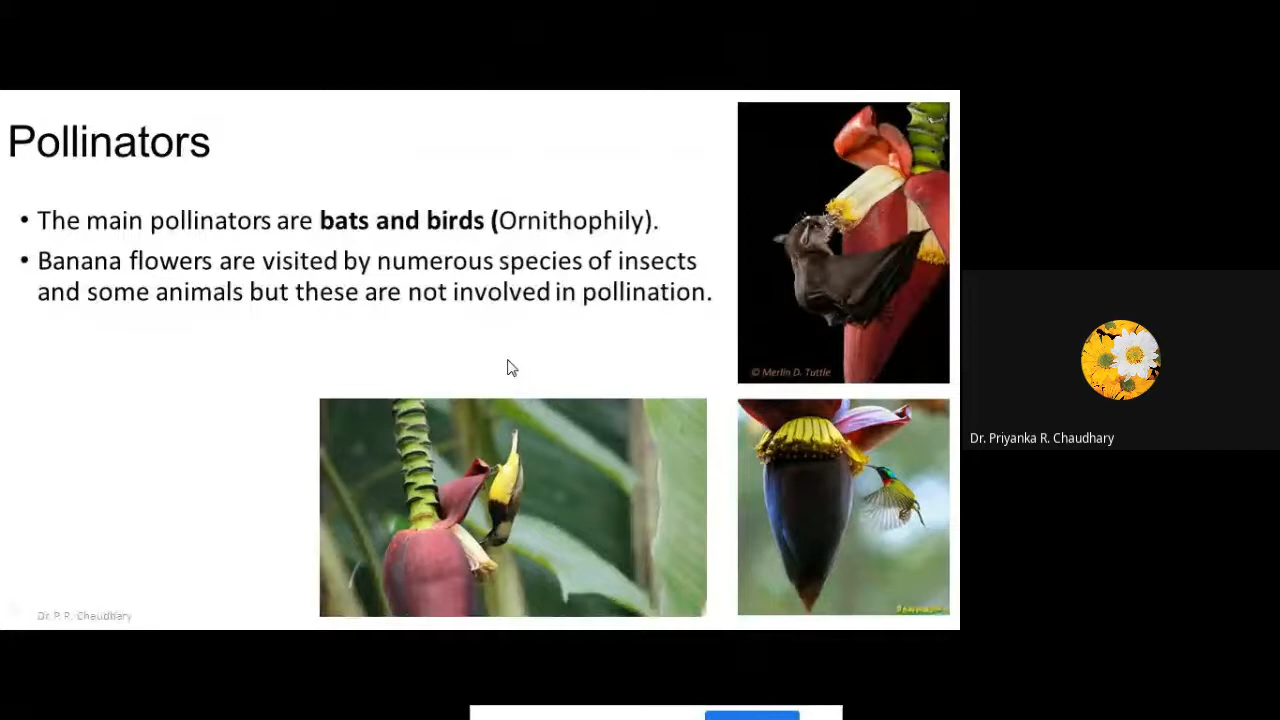 Pollinators
• The main pollinators are bats and birds (Ornithophily).
• Banana flowers are visited by numerous species of insects
and some animals but these are not involved in pollination.
© Merlin D. Tuttle
Dr. P. R. Chaudhary
Dr. Priyanka R. Chaudhary